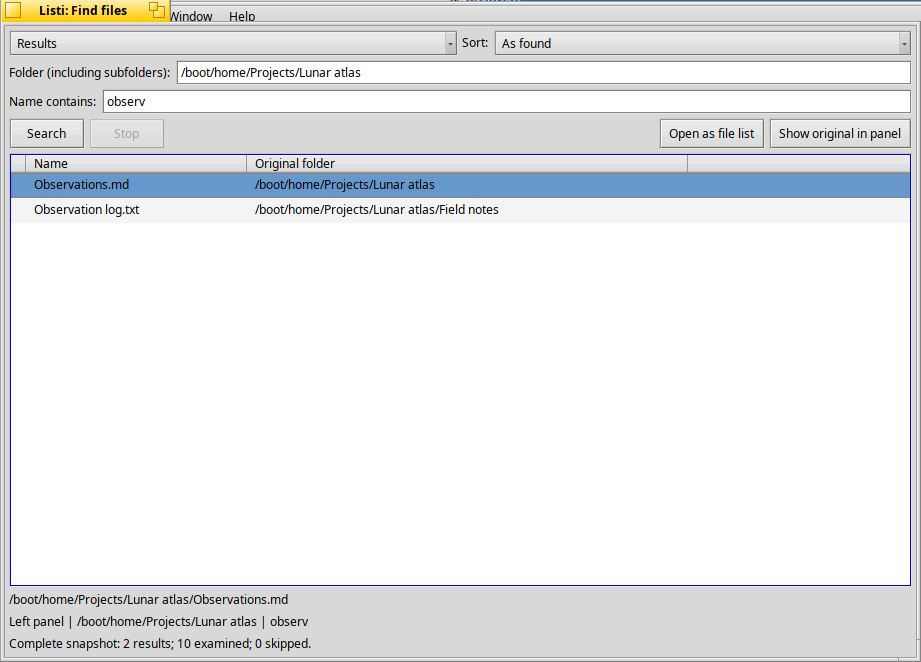 Listi: Find files
Window Help
Results
Sort: As found
Folder (including subfolders): /boot/home/Projects/Lunar atlas
Name contains: observ
Search Stop Open as file list Show original in panel
Name Original folder
Observations.md /boot/home/Projects/Lunar atlas
Observation log.txt /boot/home/Projects/Lunar atlas/Field notes
/boot/home/Projects/Lunar atlas/Observations.md
Left panel | /boot/home/Projects/Lunar atlas | observ
Complete snapshot: 2 results; 10 examined; 0 skipped.